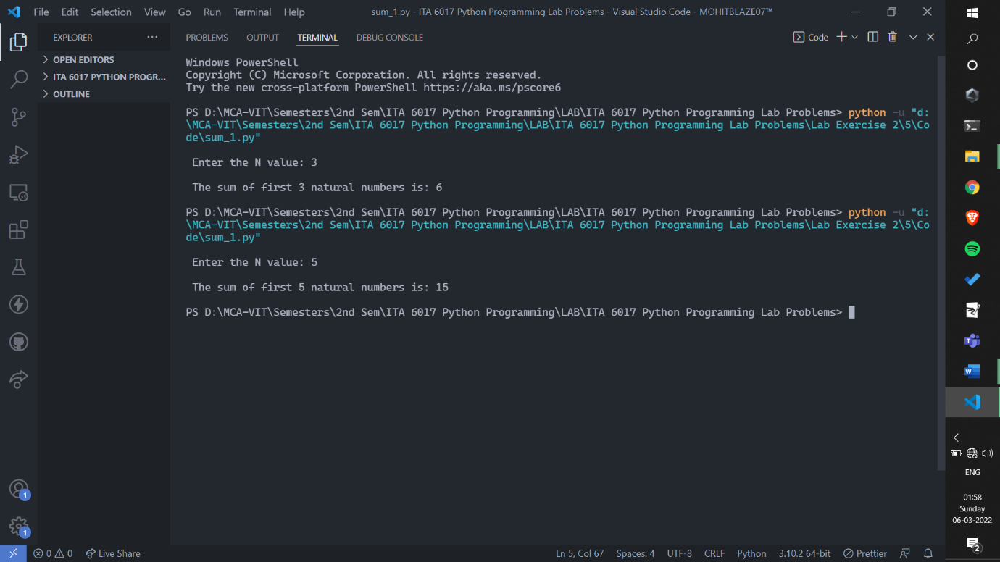 File Edit Selection View Go Run Terminal Help
sum_1.py - ITA 6017 Python Programming Lab Problems - Visual Studio Code - MOHITBLAZE07™
EXPLORER
OPEN EDITORS
ITA 6017 PYTHON PROGR...
OUTLINE
PROBLEMS OUTPUT TERMINAL DEBUG CONSOLE
Code
Windows PowerShell
Copyright (C) Microsoft Corporation. All rights reserved.
Try the new cross-platform PowerShell https://aka.ms/pscore6
PS D:\MCA-VIT\Semesters\2nd Sem\ITA 6017 Python Programming\LAB\ITA 6017 Python Programming Lab Problems> python -u "d:
\MCA-VIT\Semesters\2nd Sem\ITA 6017 Python Programming\LAB\ITA 6017 Python Programming Lab Problems\Lab Exercise 2\5\Co
de\sum_1.py"
Enter the N value: 3
The sum of first 3 natural numbers is: 6
PS D:\MCA-VIT\Semesters\2nd Sem\ITA 6017 Python Programming\LAB\ITA 6017 Python Programming Lab Problems> python -u "d:
\MCA-VIT\Semesters\2nd Sem\ITA 6017 Python Programming\LAB\ITA 6017 Python Programming Lab Problems\Lab Exercise 2\5\Co
de\sum_1.py"
Enter the N value: 5
The sum of first 5 natural numbers is: 15
PS D:\MCA-VIT\Semesters\2nd Sem\ITA 6017 Python Programming\LAB\ITA 6017 Python Programming Lab Problems>
1
1
0 0 Live Share
Ln 5, Col 67 Spaces: 4 UTF-8 CRLF Python 3.10.2 64-bit Prettier
ENG
01:58
Sunday
06-03-2022
2